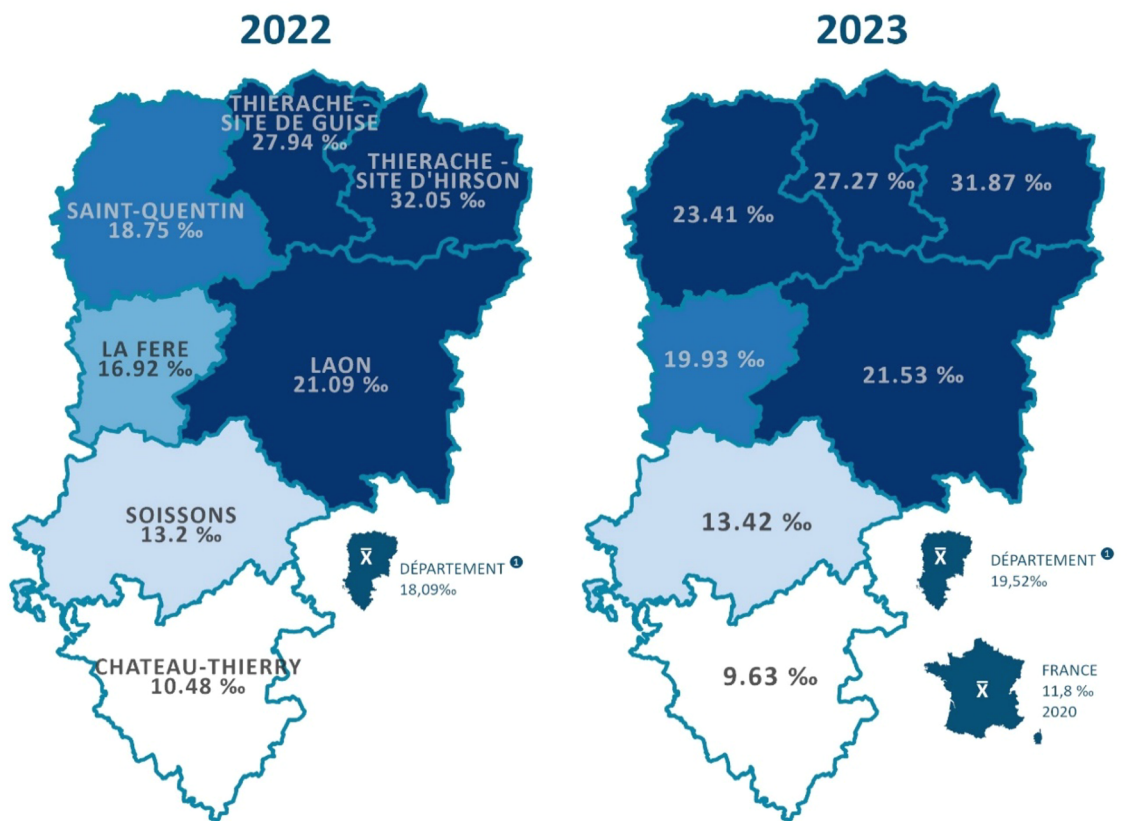 2022
THIERACHE -
SITE DE GUISE
27.94 ‰
THIERACHE -
SITE D'HIRSON
32.05 ‰
SAINT-QUENTIN
18.75 ‰
LA FERE
16.92 ‰
LAON
21.09 ‰
SOISSONS
13.2 ‰
X̅
DÉPARTEMENT 1
18,09‰
CHATEAU-THIERRY
10.48 ‰
2023
27.27 ‰
31.87 ‰
23.41 ‰
19.93 ‰
21.53 ‰
13.42 ‰
X̅
DÉPARTEMENT 1
19,52‰
9.63 ‰
X̅
FRANCE
11,8 ‰
2020